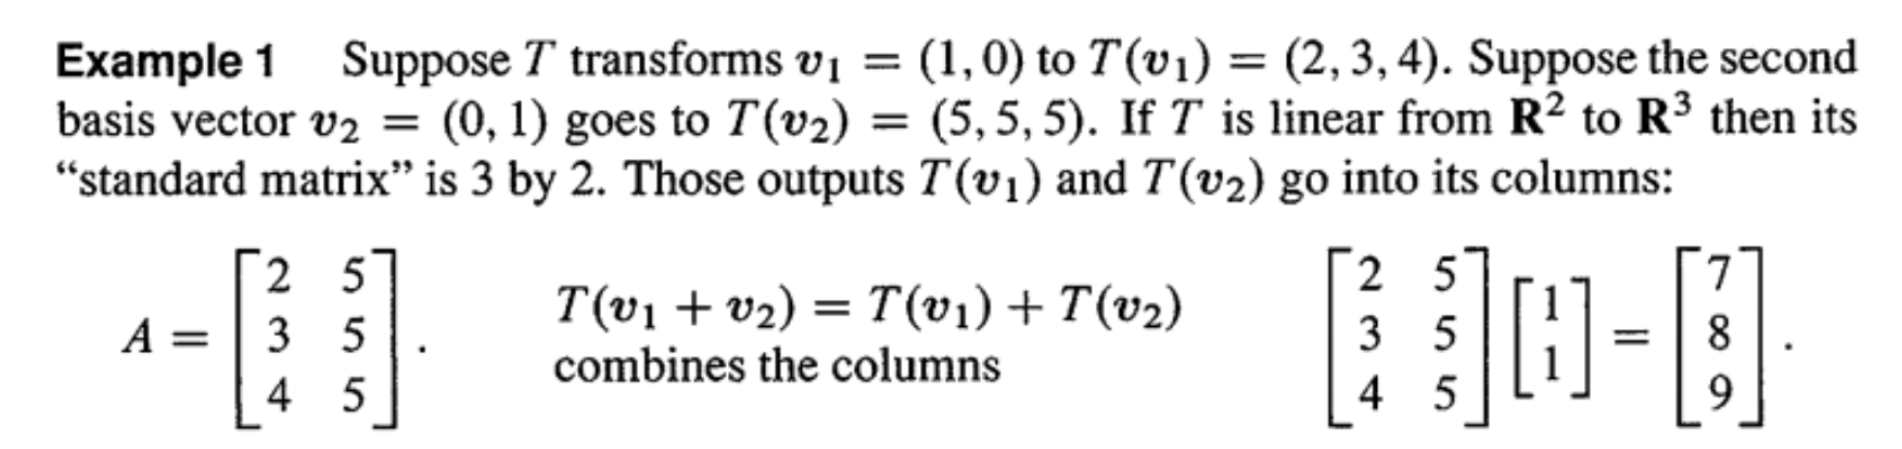 Example 1 Suppose T transforms v₁ = (1, 0) to T(v₁) = (2, 3, 4). Suppose the second
basis vector v₂ = (0, 1) goes to T(v₂) = (5, 5, 5). If T is linear from R² to R³ then its
“standard matrix” is 3 by 2. Those outputs T(v₁) and T(v₂) go into its columns:
A = [2 5; 3 5; 4 5]. T(v₁ + v₂) = T(v₁) + T(v₂) [2 5; 3 5; 4 5] [1; 1] = [7; 8; 9].
combines the columns